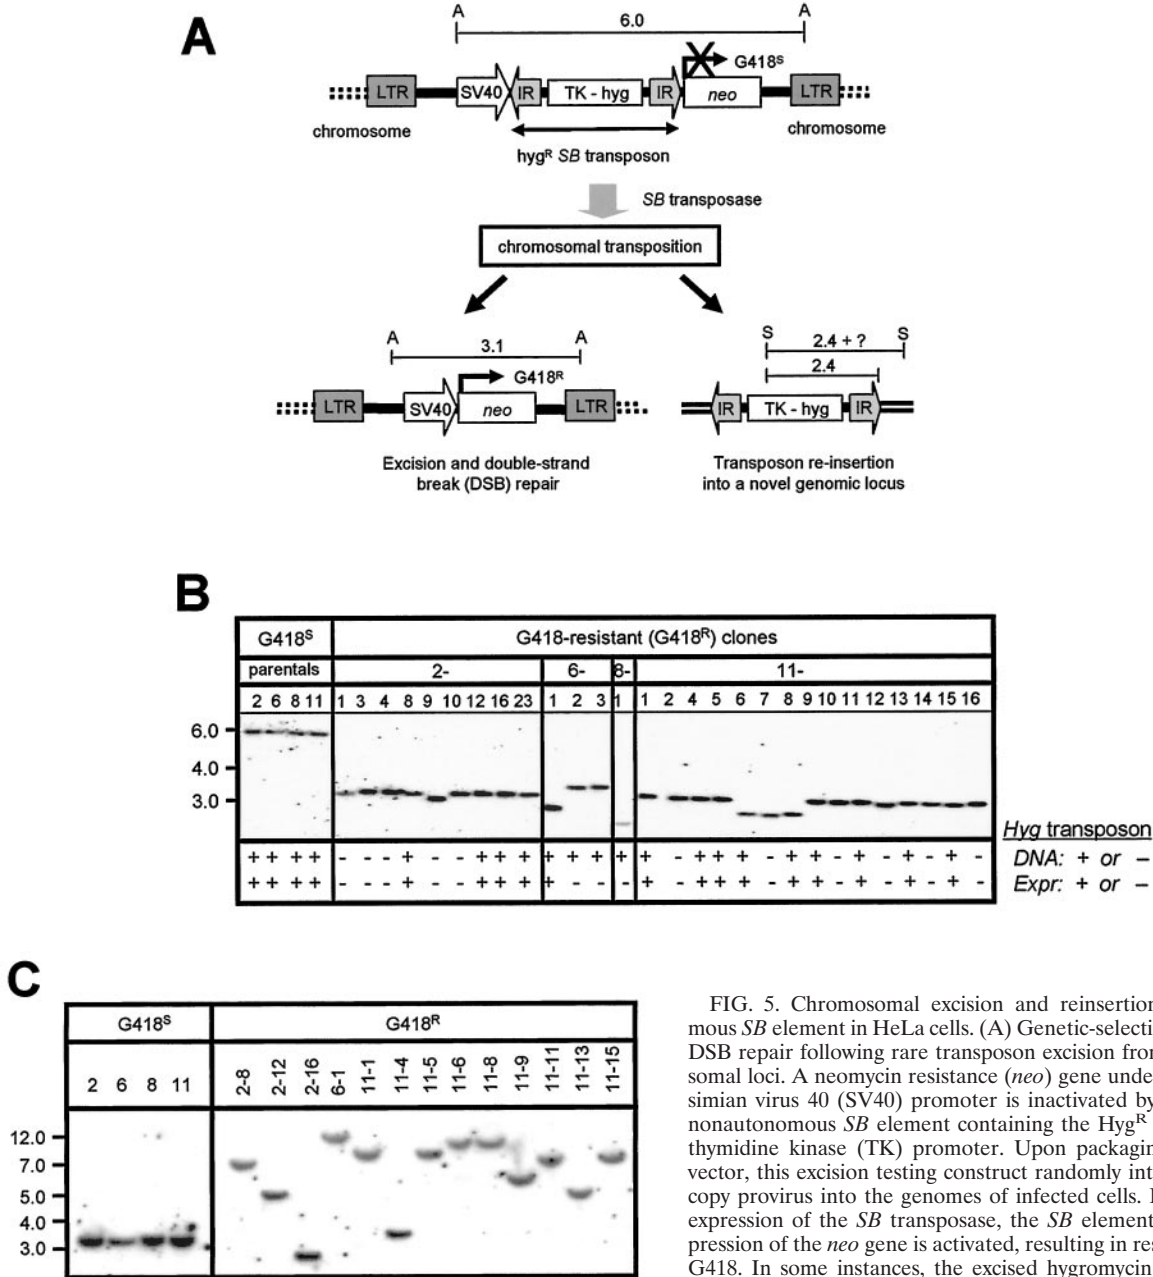 A
A
A
6.0
G418S
LTR
SV40
IR
TK - hyg
IR
neo
LTR
chromosome
chromosome
hygR SB transposon
SB transposase
chromosomal transposition
A
A
3.1
G418R
LTR
SV40
neo
LTR
Excision and double-strand
break (DSB) repair
S
S
2.4 + ?
2.4
IR
TK - hyg
IR
Transposon re-insertion
into a novel genomic locus
B
G418S
G418-resistant (G418R) clones
parentals
2-
6-
8-
11-
2 6 8 11 1 3 4 8 9 10 12 16 23 1 2 3 1 1 2 4 5 6 7 8 9 10 11 12 13 14 15 16
6.0
4.0
3.0
Hyg transposon
+ + + + - - - + - - + + + + + + + + - + + + - + + - + - + - + - DNA: + or –
+ + + + - - - + - - + + + + - - - + - + + + - + + - + - + - + - Expr: + or –
C
G418S
G418R
2 6 8 11 2-8 2-12 2-16 6-1 11-1 11-4 11-5 11-6 11-8 11-9 11-11 11-13 11-15
12.0
7.0
5.0
4.0
3.0
FIG. 5. Chromosomal excision and reinsertion
mous SB element in HeLa cells. (A) Genetic-selecti
DSB repair following rare transposon excision from
somal loci. A neomycin resistance (neo) gene unde
simian virus 40 (SV40) promoter is inactivated by
nonautonomous SB element containing the HygR
thymidine kinase (TK) promoter. Upon packagin
vector, this excision testing construct randomly int
copy provirus into the genomes of infected cells. I
expression of the SB transposase, the SB element
pression of the neo gene is activated, resulting in res
G418. In some instances, the excised hygromycin